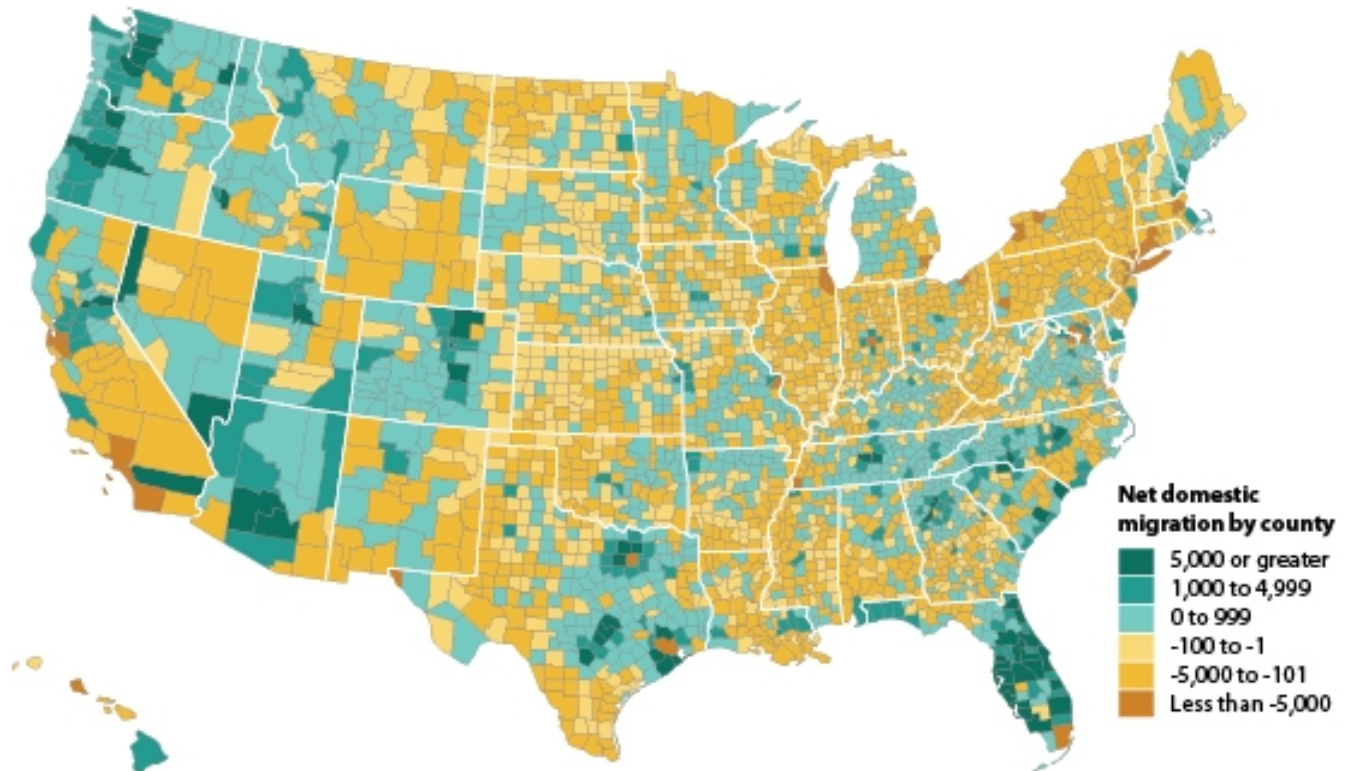 Net domestic
migration by county
5,000 or greater
1,000 to 4,999
0 to 999
-100 to -1
-5,000 to -101
Less than -5,000